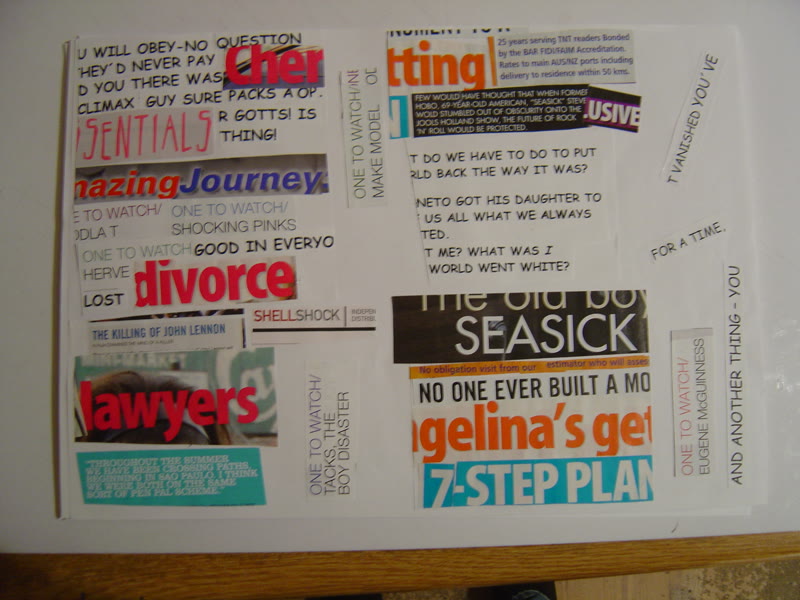 U WILL OBEY-NO QUESTION
HEY'D NEVER PAY
D YOU THERE WAS
CLIMAX GUY SURE PACKS A OP.
Cher
R GOTTS! IS
THING!
SENTIALS
mazingJourney
E TO WATCH/
ODLA T
ONE TO WATCH/
SHOCKING PINKS
ONE TO WATCH
HERVE
GOOD IN EVERYO
LOST
divorce
THE KILLING OF JOHN LENNON
SHELLSHOCK
INDEPEN
DISTRIB
lawyers
"THROUGHOUT THE SUMMER
WE HAVE BEEN CROSSING PATHS,
BEGINNING IN SAO PAULO. I THINK
WE WERE BOTH ON THE SAME
SORT OF PEN PAL SCHEME."
ONE TO WATCH/
TACKS, THE
BOY DISASTER
ONE TO WATCH/
MAKE MODEL
NUMENT TO A
tting
25 years serving TNT readers Bonded
by the BAR FIDI/FAIM Accreditation.
Rates to main AUS/NZ ports including
delivery to residence within 50 kms.
FEW WOULD HAVE THOUGHT THAT WHEN FORMER
HOBO, 69-YEAR-OLD AMERICAN, "SEASICK" STEVE
WOLD STUMBLED OUT OF OBSCURITY ONTO THE
JOOLS HOLLAND SHOW, THE FUTURE OF ROCK
'N' ROLL WOULD BE PROTECTED.
USIVE
T DO WE HAVE TO DO TO PUT
RLD BACK THE WAY IT WAS?
NETO GOT HIS DAUGHTER TO
US ALL WHAT WE ALWAYS
TED.
T ME? WHAT WAS I
WORLD WENT WHITE?
The old boy
SEASICK
No obligation visit from our estimator who will asses
NO ONE EVER BUILT A MO
ngelina's get
7-STEP PLAN
T VANISHED YOU'VE
FOR A TIME,
ONE TO WATCH/
EUGENE McGUINNESS
AND ANOTHER THING - YOU